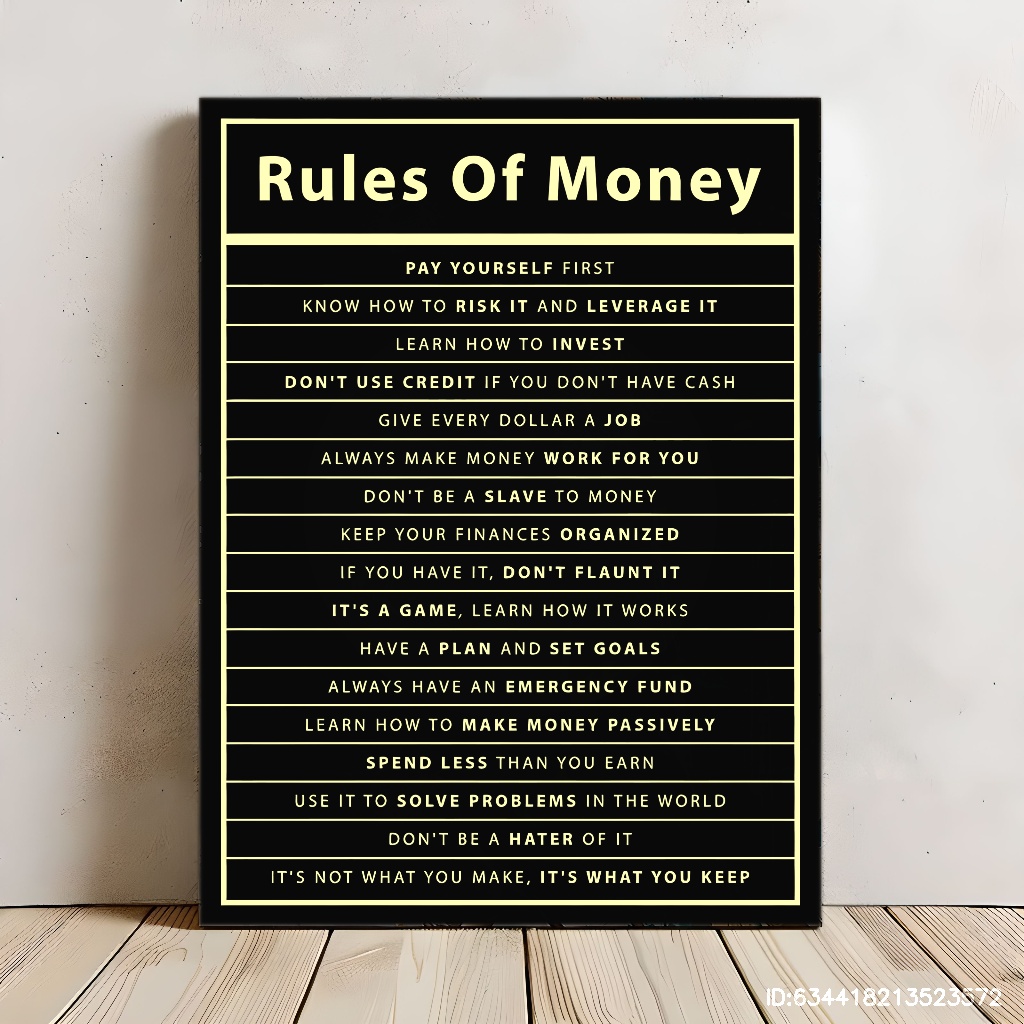 Rules Of Money
PAY YOURSELF FIRST
KNOW HOW TO RISK IT AND LEVERAGE IT
LEARN HOW TO INVEST
DON'T USE CREDIT IF YOU DON'T HAVE CASH
GIVE EVERY DOLLAR A JOB
ALWAYS MAKE MONEY WORK FOR YOU
DON'T BE A SLAVE TO MONEY
KEEP YOUR FINANCES ORGANIZED
IF YOU HAVE IT, DON'T FLAUNT IT
IT'S A GAME, LEARN HOW IT WORKS
HAVE A PLAN AND SET GOALS
ALWAYS HAVE AN EMERGENCY FUND
LEARN HOW TO MAKE MONEY PASSIVELY
SPEND LESS THAN YOU EARN
USE IT TO SOLVE PROBLEMS IN THE WORLD
DON'T BE A HATER OF IT
IT'S NOT WHAT YOU MAKE, IT'S WHAT YOU KEEP
ID:634418213523572